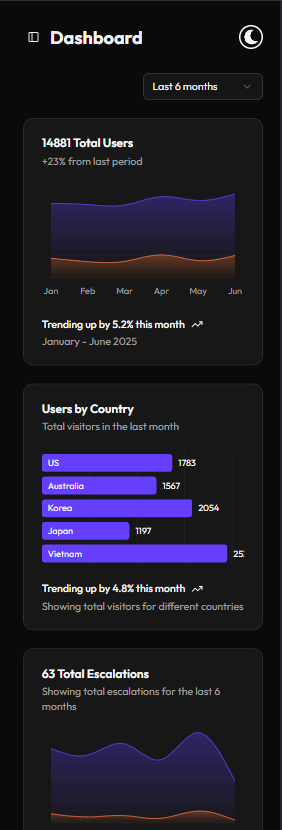 Dashboard
Last 6 months
14881 Total Users
+23% from last period
Jan Feb Mar Apr May Jun
Trending up by 5.2% this month
January - June 2025
Users by Country
Total visitors in the last month
US 1783
Australia 1567
Korea 2054
Japan 1197
Vietnam
Trending up by 4.8% this month
Showing total visitors for different countries
63 Total Escalations
Showing total escalations for the last 6
months